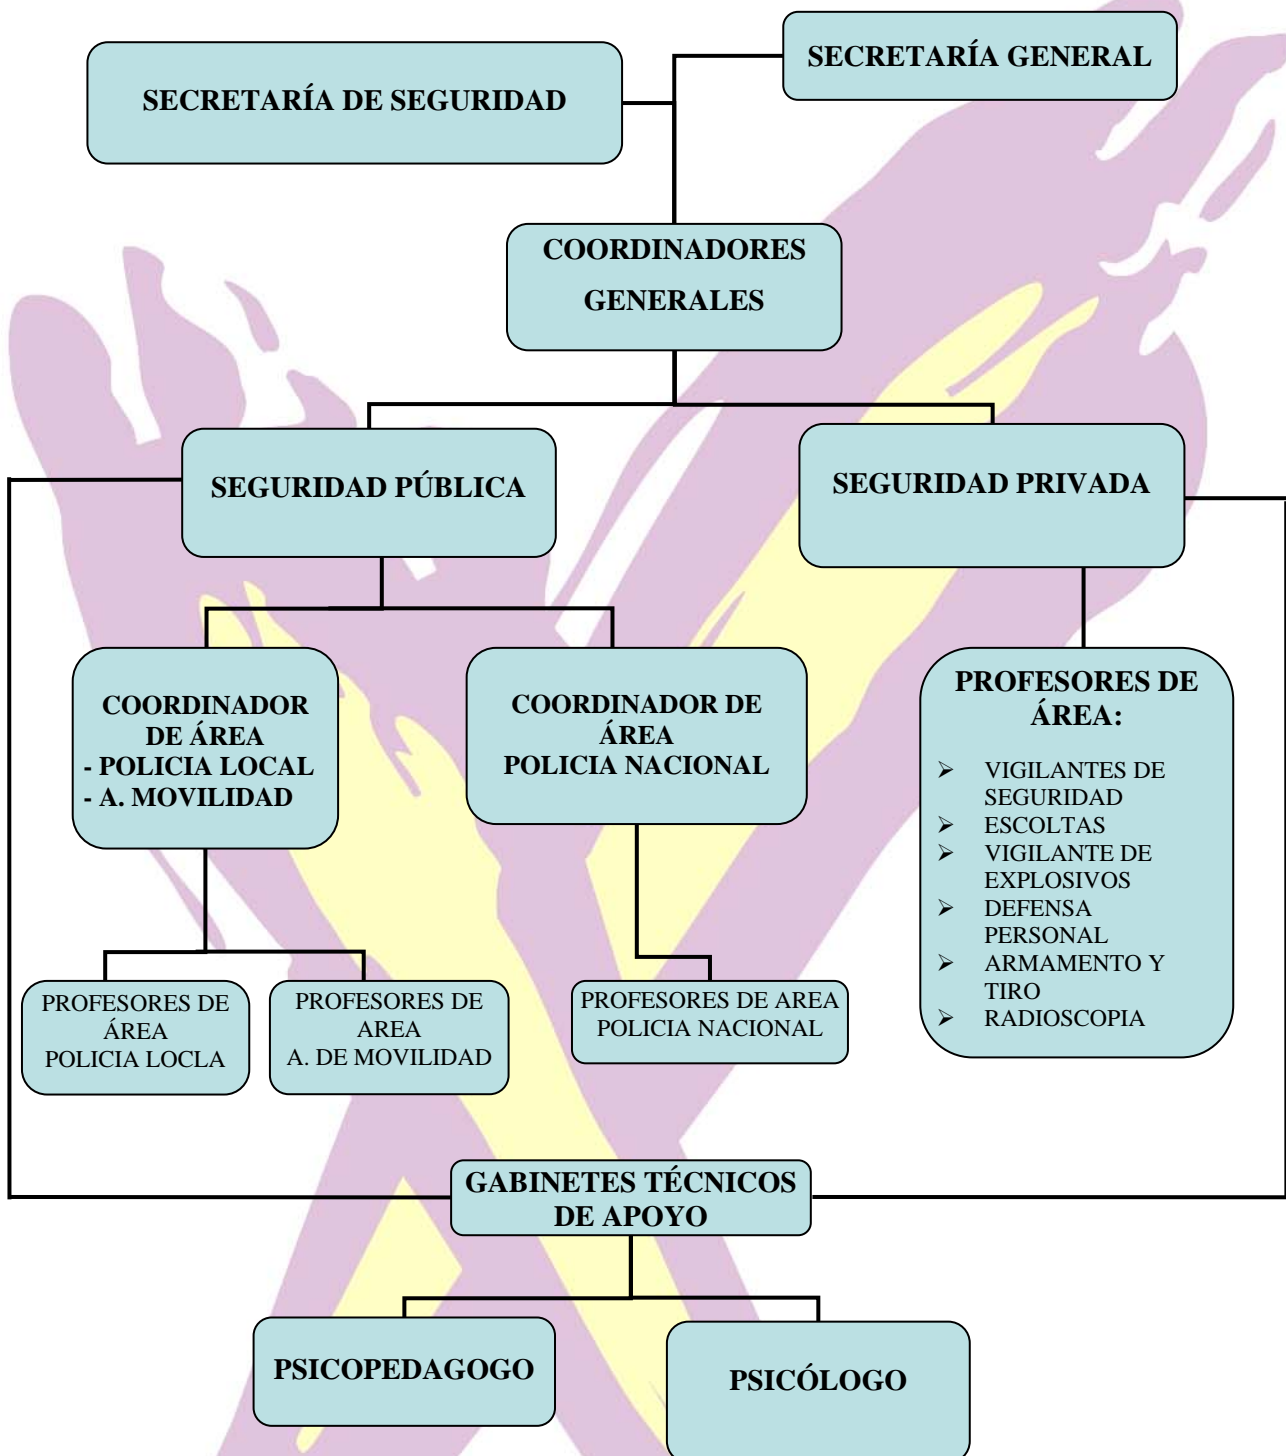 SECRETARÍA GENERAL
SECRETARÍA DE SEGURIDAD
COORDINADORES
GENERALES
SEGURIDAD PÚBLICA
SEGURIDAD PRIVADA
COORDINADOR
DE ÁREA
- POLICIA LOCAL
- A. MOVILIDAD
COORDINADOR DE
ÁREA
POLICIA NACIONAL
PROFESORES DE
ÁREA:
➢ VIGILANTES DE
SEGURIDAD
➢ ESCOLTAS
➢ VIGILANTE DE
EXPLOSIVOS
➢ DEFENSA
PERSONAL
➢ ARMAMENTO Y
TIRO
➢ RADIOSCOPIA
PROFESORES DE
ÁREA
POLICIA LOCLA
PROFESORES DE
AREA
A. DE MOVILIDAD
PROFESORES DE AREA
POLICIA NACIONAL
GABINETES TÉCNICOS
DE APOYO
PSICOPEDAGOGO
PSICÓLOGO